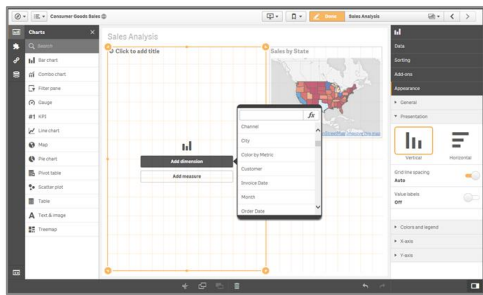 Consumer Goods Sales
Done
Sales Analysis
Charts
Search
Bar chart
Combo chart
Filter pane
Gauge
#1 KPI
Line chart
Map
Pie chart
Pivot table
Scatter plot
Table
A Text & image
Treemap
Sales Analysis
Click to add title
Add dimension
Add measure
fx
Channel
City
Color by Metric
Customer
Invoice Date
Month
Order Date
Sales by State
Data
Sorting
Add-ons
Appearance
General
Presentation
Vertical
Horizontal
Grid line spacing
Auto
Value labels
Off
Colors and legend
X-axis
Y-axis